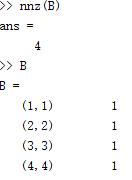 >> nnz(B)
ans =
4
>> B
B =
(1,1) 1
(2,2) 1
(3,3) 1
(4,4) 1